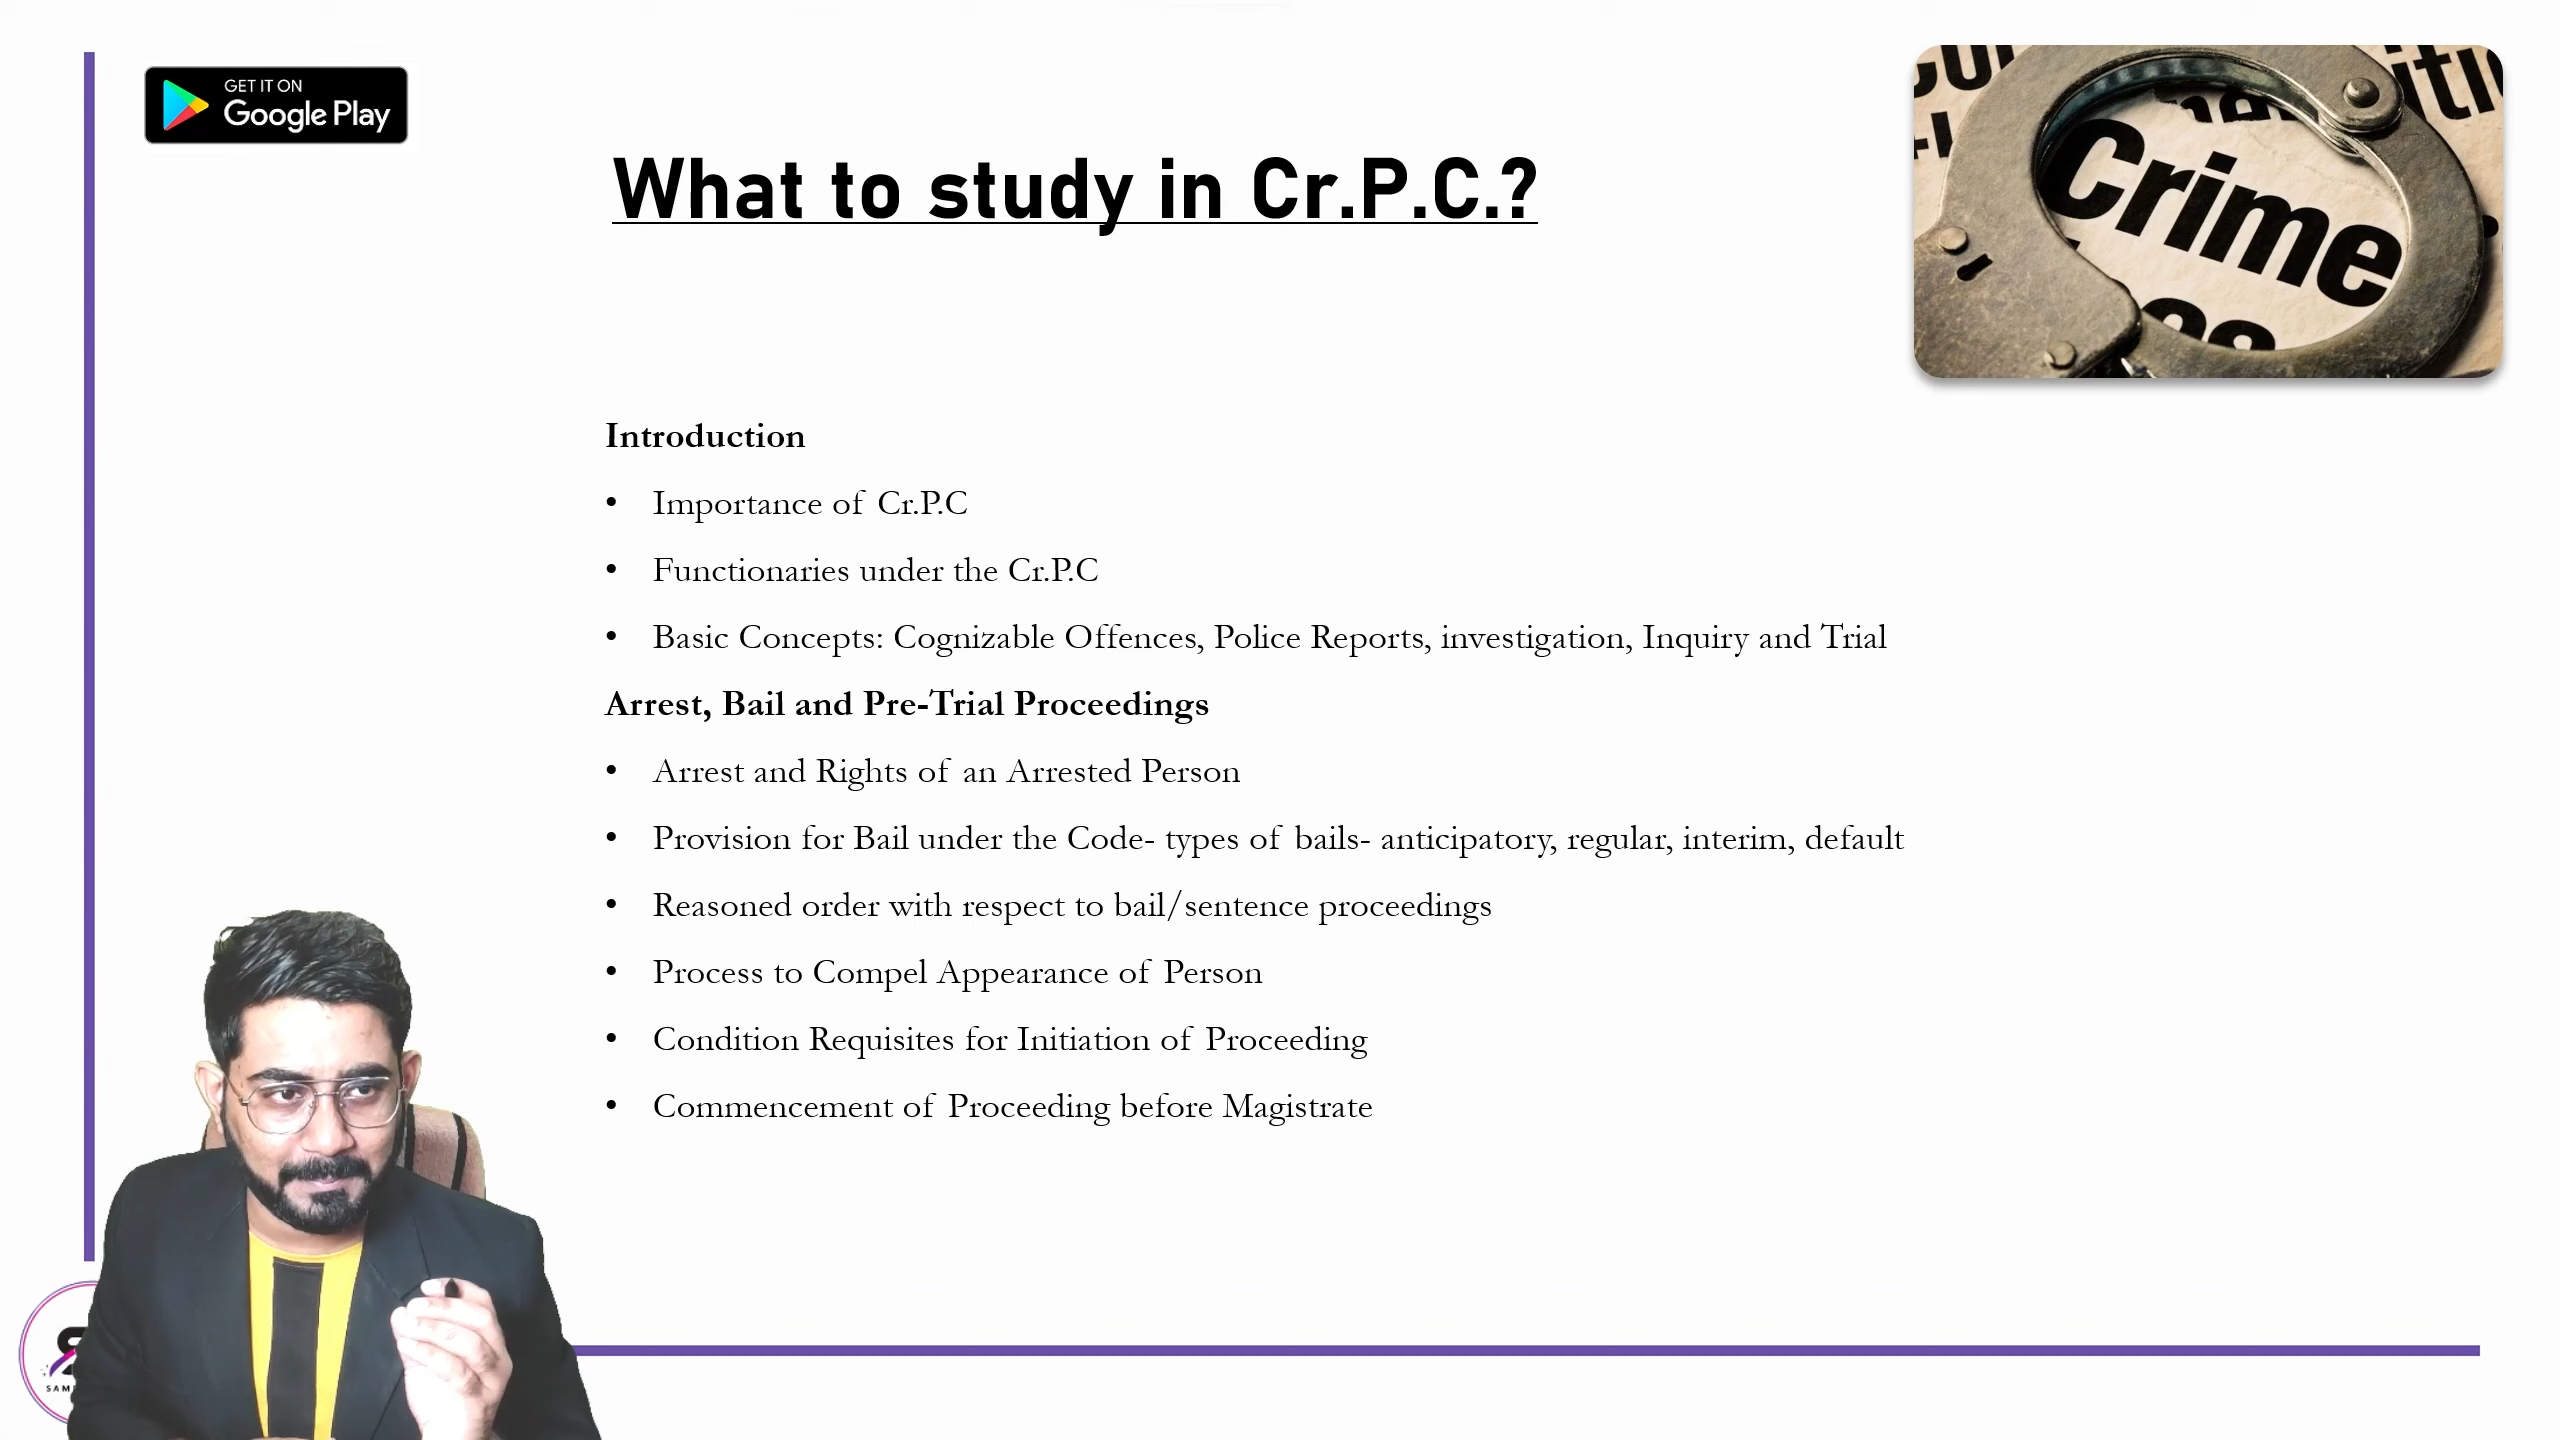 GET IT ON
Google Play
What to study in Cr.P.C.?
Crime
Introduction
• Importance of Cr.P.C
• Functionaries under the Cr.P.C
• Basic Concepts: Cognizable Offences, Police Reports, investigation, Inquiry and Trial
Arrest, Bail and Pre-Trial Proceedings
• Arrest and Rights of an Arrested Person
• Provision for Bail under the Code- types of bails- anticipatory, regular, interim, default
• Reasoned order with respect to bail/sentence proceedings
• Process to Compel Appearance of Person
• Condition Requisites for Initiation of Proceeding
• Commencement of Proceeding before Magistrate